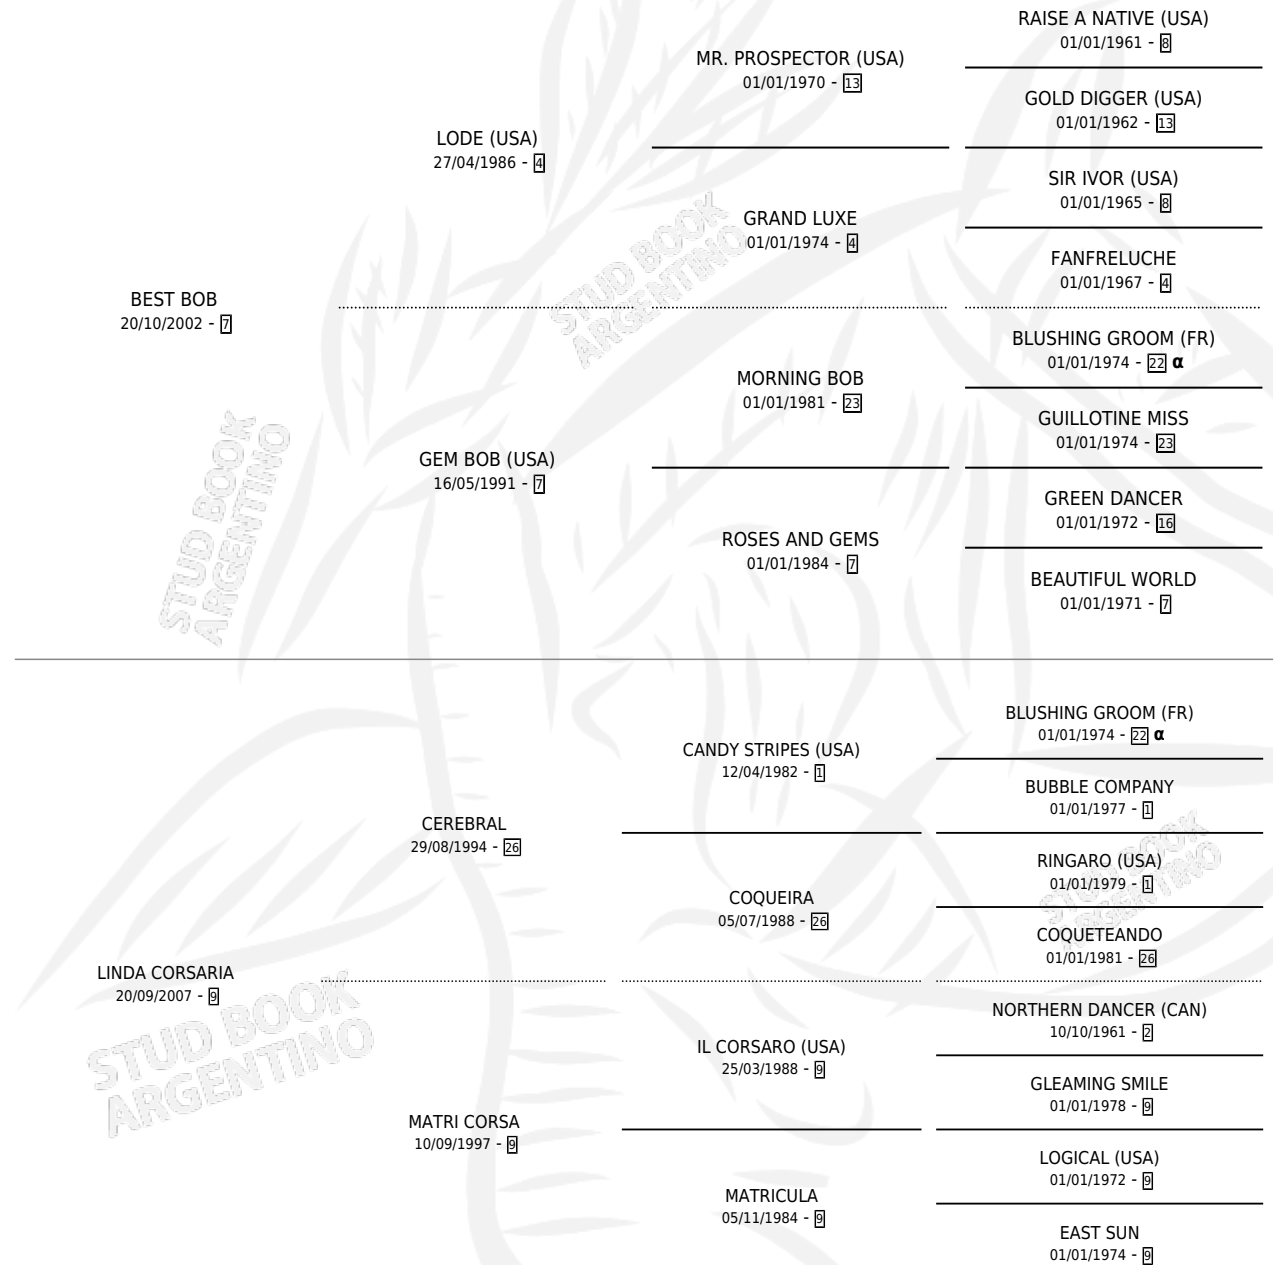 RAISE A NATIVE (USA)
01/01/1961 - 8
MR. PROSPECTOR (USA)
01/01/1970 - 13
GOLD DIGGER (USA)
01/01/1962 - 13
LODE (USA)
27/04/1986 - 4
SIR IVOR (USA)
01/01/1965 - 8
GRAND LUXE
01/01/1974 - 4
FANFRELUCHE
01/01/1967 - 4
BEST BOB
20/10/2002 - 7
BLUSHING GROOM (FR)
01/01/1974 - 22 α
MORNING BOB
01/01/1981 - 23
GUILLOTINE MISS
01/01/1974 - 23
GEM BOB (USA)
16/05/1991 - 7
GREEN DANCER
01/01/1972 - 16
ROSES AND GEMS
01/01/1984 - 7
BEAUTIFUL WORLD
01/01/1971 - 7
BLUSHING GROOM (FR)
01/01/1974 - 22 α
CANDY STRIPES (USA)
12/04/1982 - 1
BUBBLE COMPANY
01/01/1977 - 1
CEREBRAL
29/08/1994 - 26
RINGARO (USA)
01/01/1979 - 1
COQUEIRA
05/07/1988 - 26
COQUETEANDO
01/01/1981 - 26
LINDA CORSARIA
20/09/2007 - 9
NORTHERN DANCER (CAN)
10/10/1961 - 2
IL CORSARO (USA)
25/03/1988 - 9
GLEAMING SMILE
01/01/1978 - 9
MATRI CORSA
10/09/1997 - 9
LOGICAL (USA)
01/01/1972 - 9
MATRICULA
05/11/1984 - 9
EAST SUN
01/01/1974 - 9
STUD BOOK
ARGENTINO
STUD BOOK
ARGENTINO
STUD BOOK
ARGENTINO
STUD BOOK
ARGENTINO